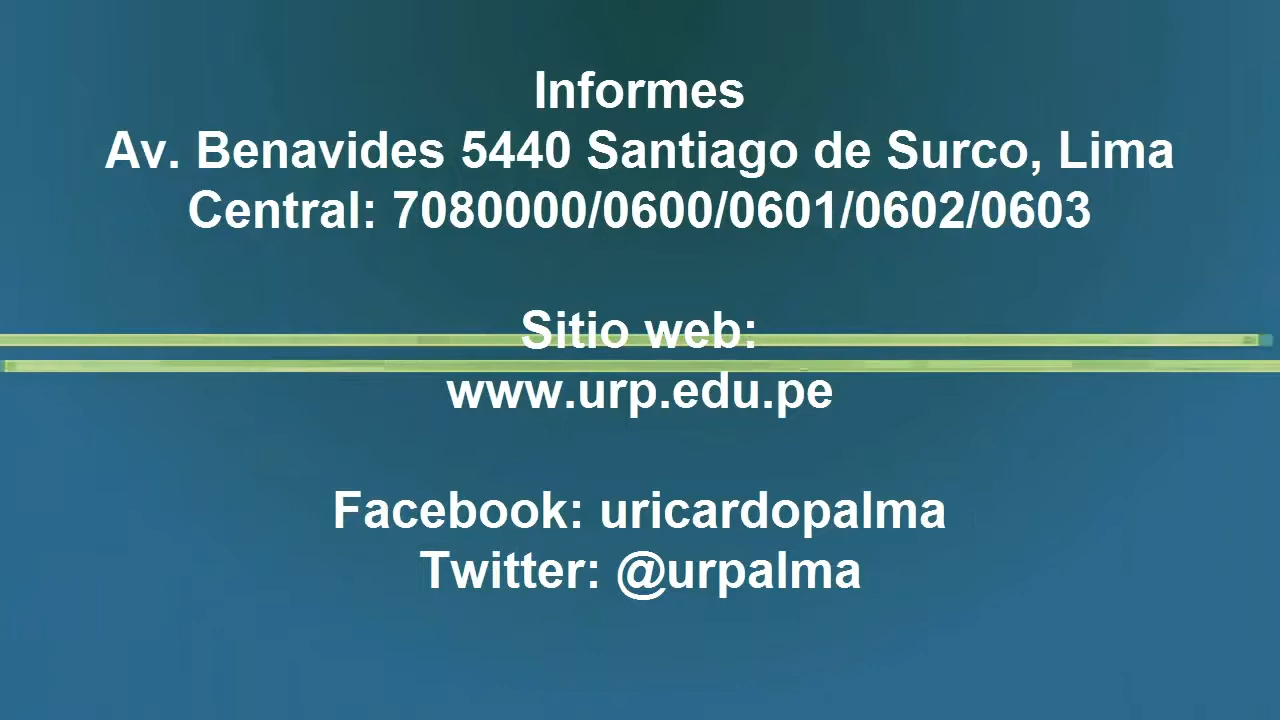 Informes
Av. Benavides 5440 Santiago de Surco, Lima
Central: 7080000/0600/0601/0602/0603
Sitio web:
www.urp.edu.pe
Facebook: uricardopalma
Twitter: @urpalma